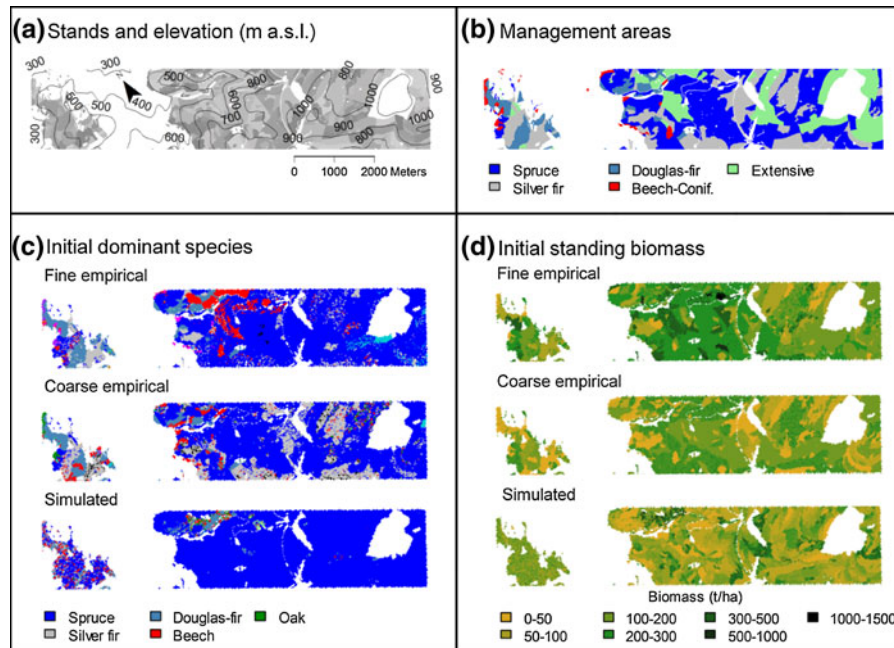 (a) Stands and elevation (m a.s.l.)
300
300
500
800
800
900
600
500
400
600
1000
1000
300
700
1000
600
900
900
800
0 1000 2000 Meters
(b) Management areas
Spruce
Douglas-fir
Extensive
Silver fir
Beech-Conif.
(c) Initial dominant species
Fine empirical
Coarse empirical
Simulated
Spruce
Douglas-fir
Oak
Silver fir
Beech
(d) Initial standing biomass
Fine empirical
Coarse empirical
Simulated
Biomass (t/ha)
0-50
100-200
300-500
1000-1500
50-100
200-300
500-1000